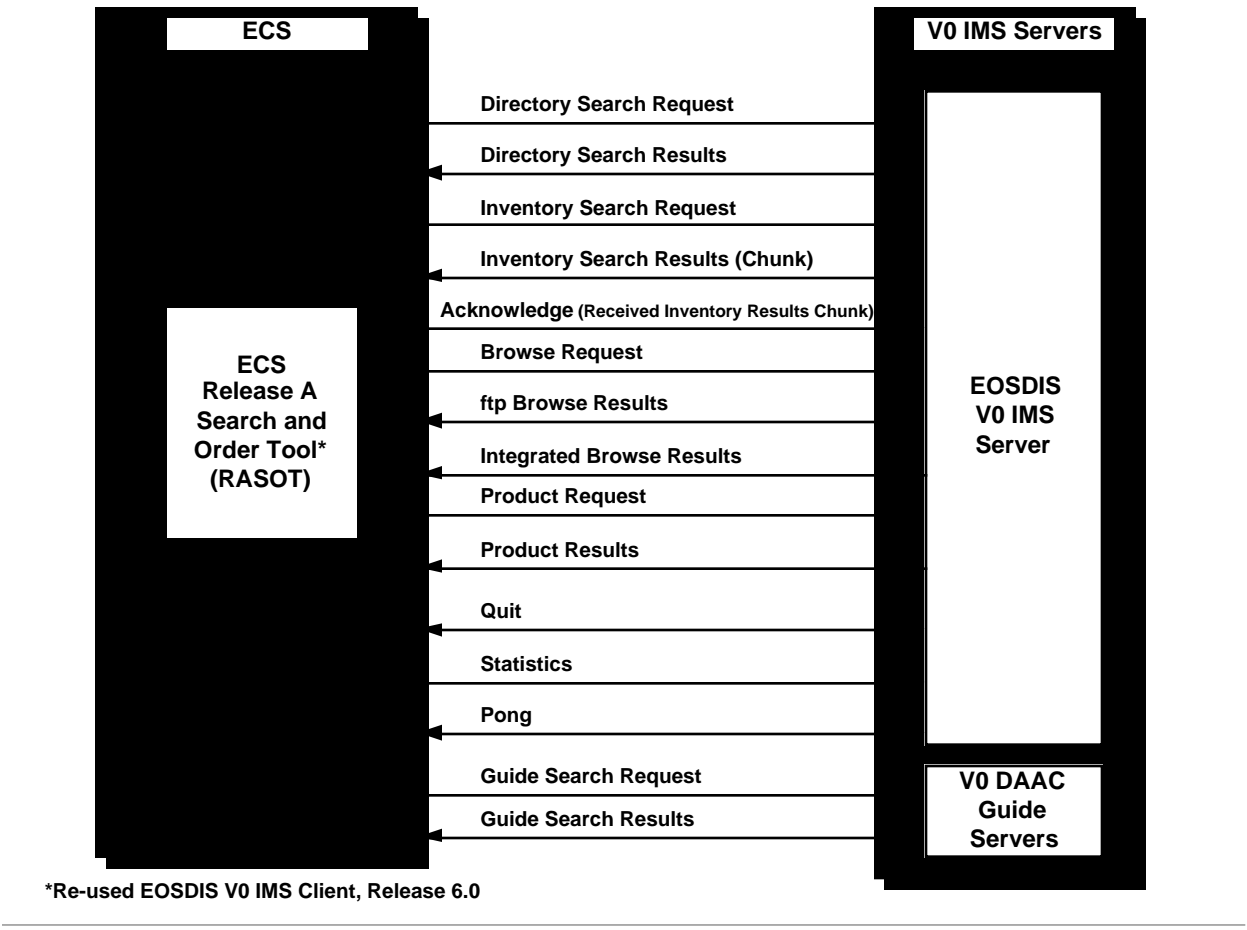 ECS
V0 IMS Servers
Directory Search Request
Directory Search Results
Inventory Search Request
Inventory Search Results (Chunk)
Acknowledge (Received Inventory Results Chunk)
Browse Request
ftp Browse Results
Integrated Browse Results
Product Request
Product Results
Quit
Statistics
Pong
Guide Search Request
Guide Search Results
ECS
Release A
Search and
Order Tool*
(RASOT)
EOSDIS
V0 IMS
Server
V0 DAAC
Guide
Servers
*Re-used EOSDIS V0 IMS Client, Release 6.0